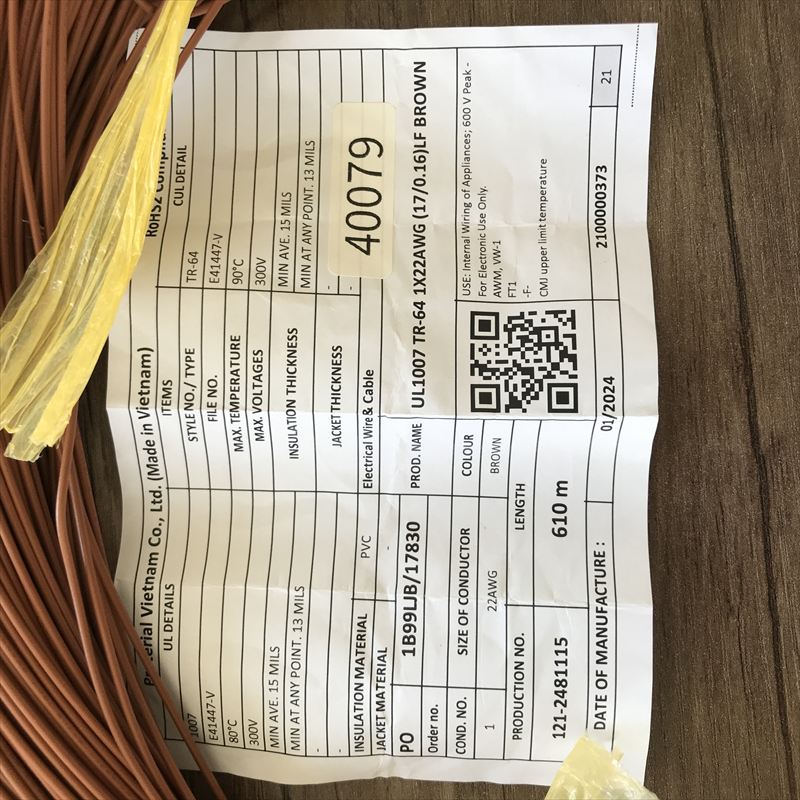 Vietnam Co., Ltd. (Made in Vietnam) RoHS2
UL DETAILS ITEMS CUL DETAIL
1007 STYLE NO./ TYPE TR-64
E41447-V FILE NO. E41447-V
80°C MAX. TEMPERATURE 90°C
300V MAX. VOLTAGES 300V
MIN AVE. 15 MILS INSULATION THICKNESS MIN AVE. 15 MILS
MIN AT ANY POINT. 13 MILS MIN AT ANY POINT. 13 MILS
- JACKET THICKNESS -
- -
INSULATION MATERIAL PVC Electrical Wire & Cable
JACKET MATERIAL -
40079
PO 1B99LJB/17830 PROD. NAME UL1007 TR-64 1X22AWG (17/0.16)LF BROWN
Order no.
COND. NO. SIZE OF CONDUCTOR COLOUR
1 22AWG BROWN
USE: Internal Wiring of Appliances; 600 V Peak -
For Electronic Use Only.
AWM, VW-1
FT1
-F-
CMJ upper limit temperature
PRODUCTION NO. LENGTH
121-2481115 610 m
DATE OF MANUFACTURE : 01/2024 2100000373 21